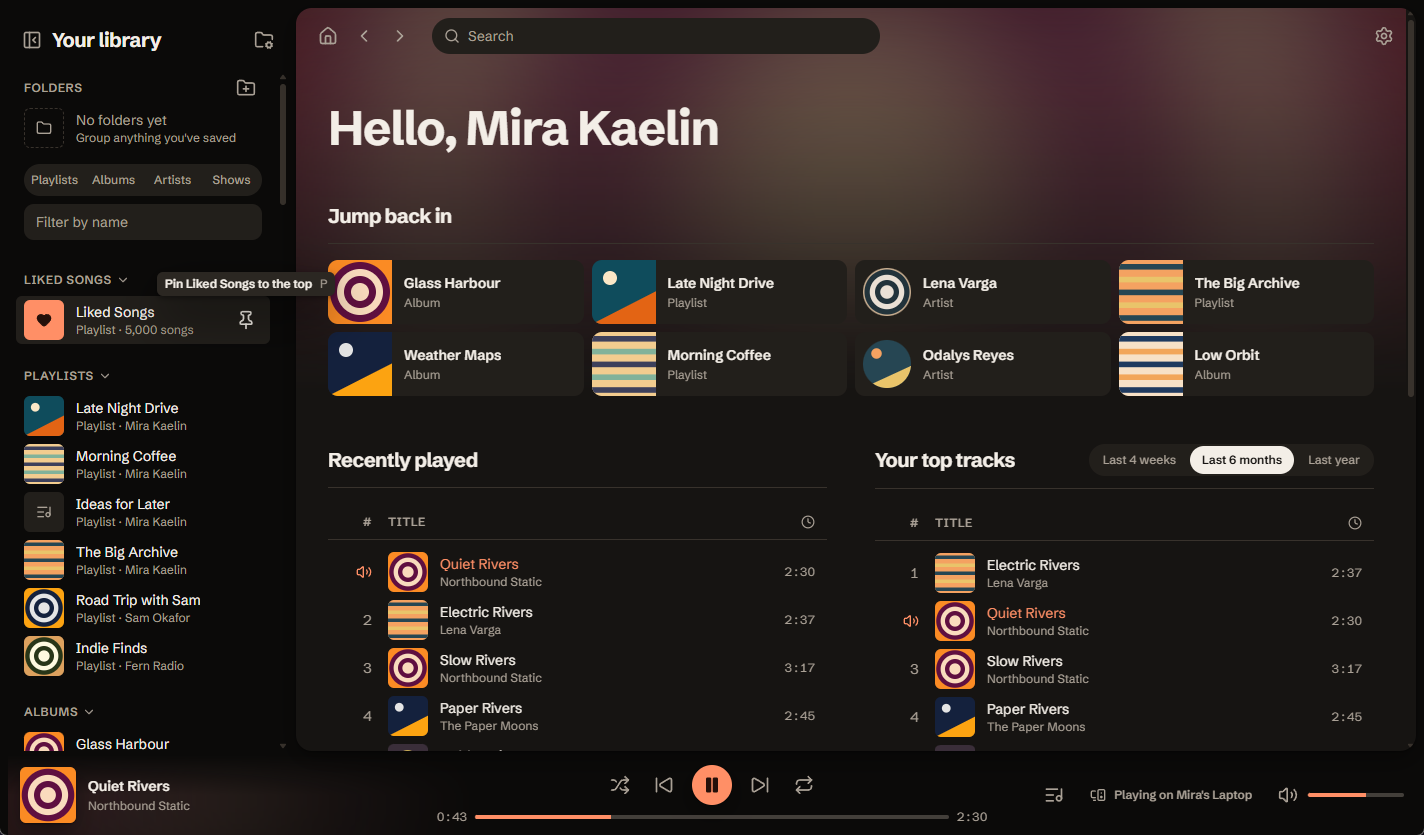 Your library
FOLDERS
No folders yet
Group anything you've saved
Playlists Albums Artists Shows
Filter by name
LIKED SONGS
Pin Liked Songs to the top P
Liked Songs
Playlist · 5,000 songs
PLAYLISTS
Late Night Drive
Playlist · Mira Kaelin
Morning Coffee
Playlist · Mira Kaelin
Ideas for Later
Playlist · Mira Kaelin
The Big Archive
Playlist · Mira Kaelin
Road Trip with Sam
Playlist · Sam Okafor
Indie Finds
Playlist · Fern Radio
ALBUMS
Glass Harbour
Search
Hello, Mira Kaelin
Jump back in
Glass Harbour
Album
Late Night Drive
Playlist
Lena Varga
Artist
The Big Archive
Playlist
Weather Maps
Album
Morning Coffee
Playlist
Odalys Reyes
Artist
Low Orbit
Album
Recently played
# TITLE
Quiet Rivers 2:30
Northbound Static
2 Electric Rivers 2:37
Lena Varga
3 Slow Rivers 3:17
Northbound Static
4 Paper Rivers 2:45
The Paper Moons
Your top tracks
Last 4 weeks Last 6 months Last year
# TITLE
1 Electric Rivers 2:37
Lena Varga
Quiet Rivers 2:30
Northbound Static
3 Slow Rivers 3:17
Northbound Static
4 Paper Rivers 2:45
The Paper Moons
Quiet Rivers
Northbound Static
0:43 2:30
Playing on Mira's Laptop